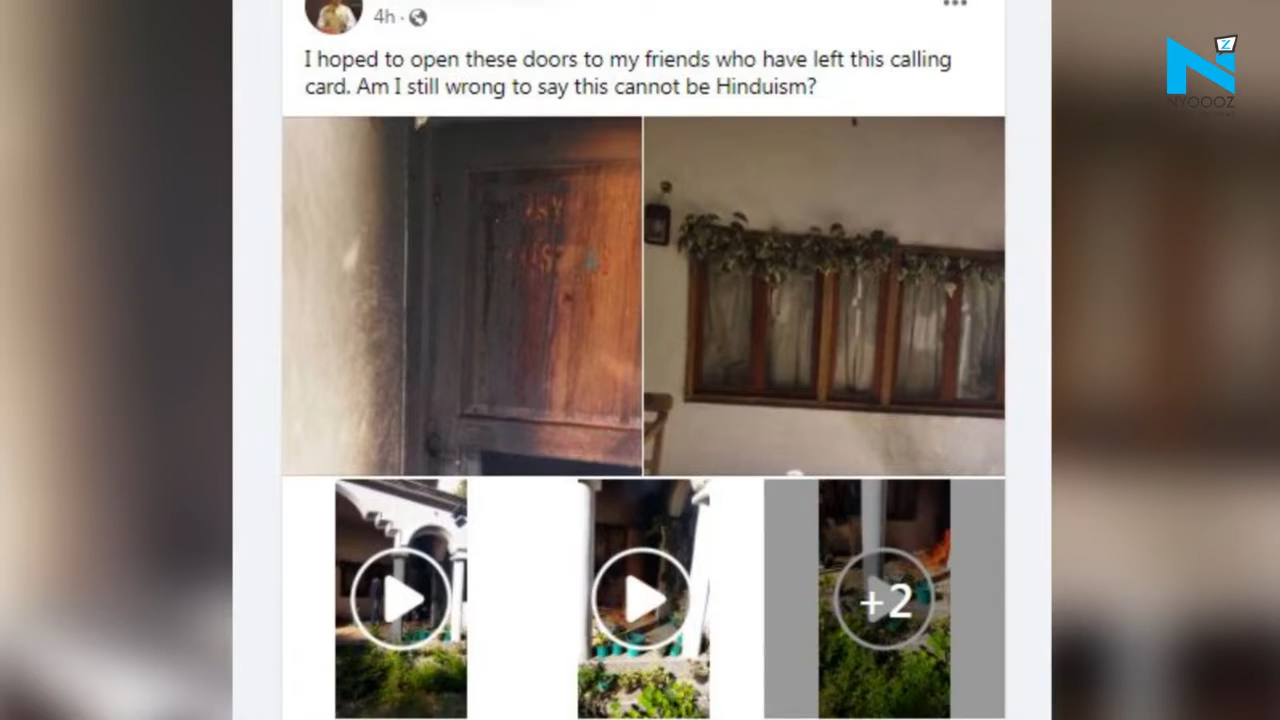 4h ·
NYOOOZ
I hoped to open these doors to my friends who have left this calling
card. Am I still wrong to say this cannot be Hinduism?
+2